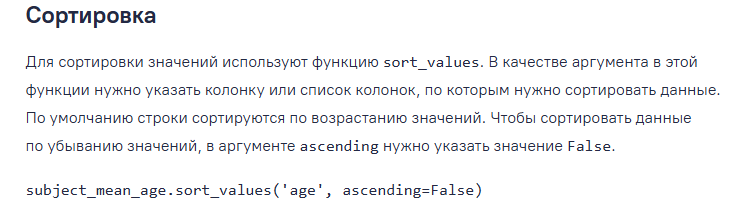 Сортировка
Для сортировки значений используют функцию sort_values. В качестве аргумента в этой
функции нужно указать колонку или список колонок, по которым нужно сортировать данные.
По умолчанию строки сортируются по возрастанию значений. Чтобы сортировать данные
по убыванию значений, в аргументе ascending нужно указать значение False.
subject_mean_age.sort_values('age', ascending=False)